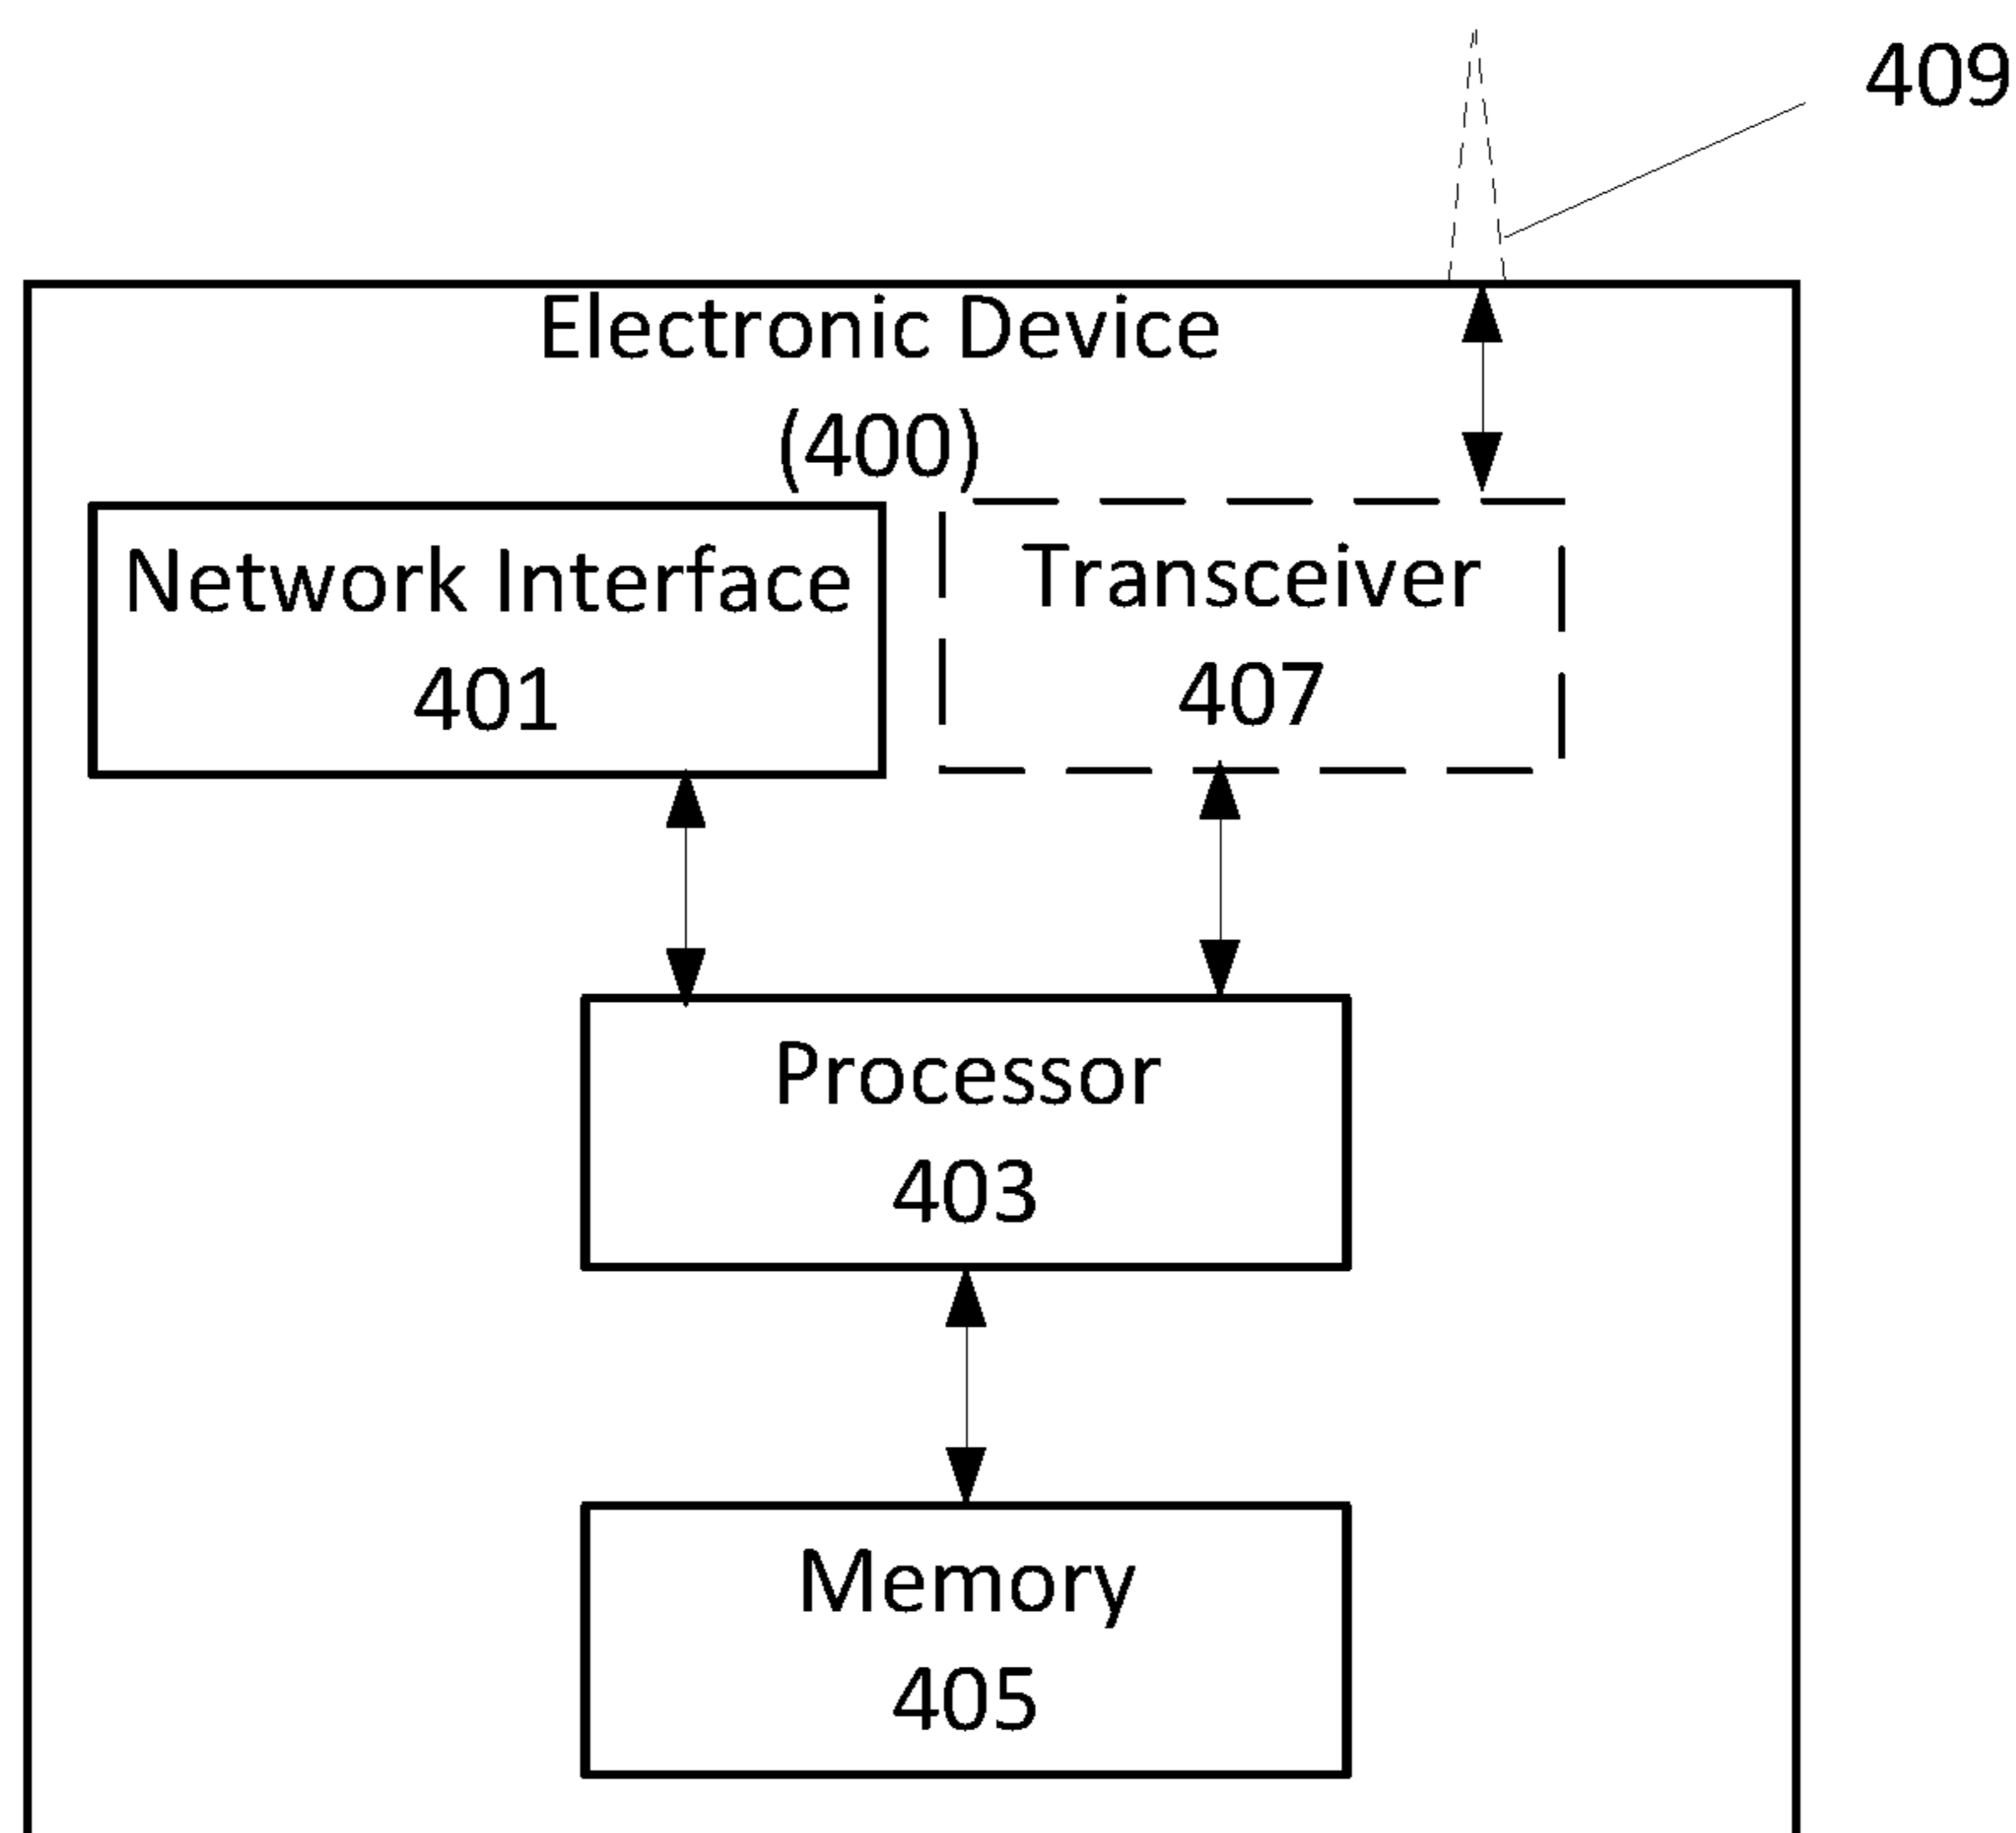 409
Electronic Device
(400)
Network Interface
401
Transceiver
407
Processor
403
Memory
405